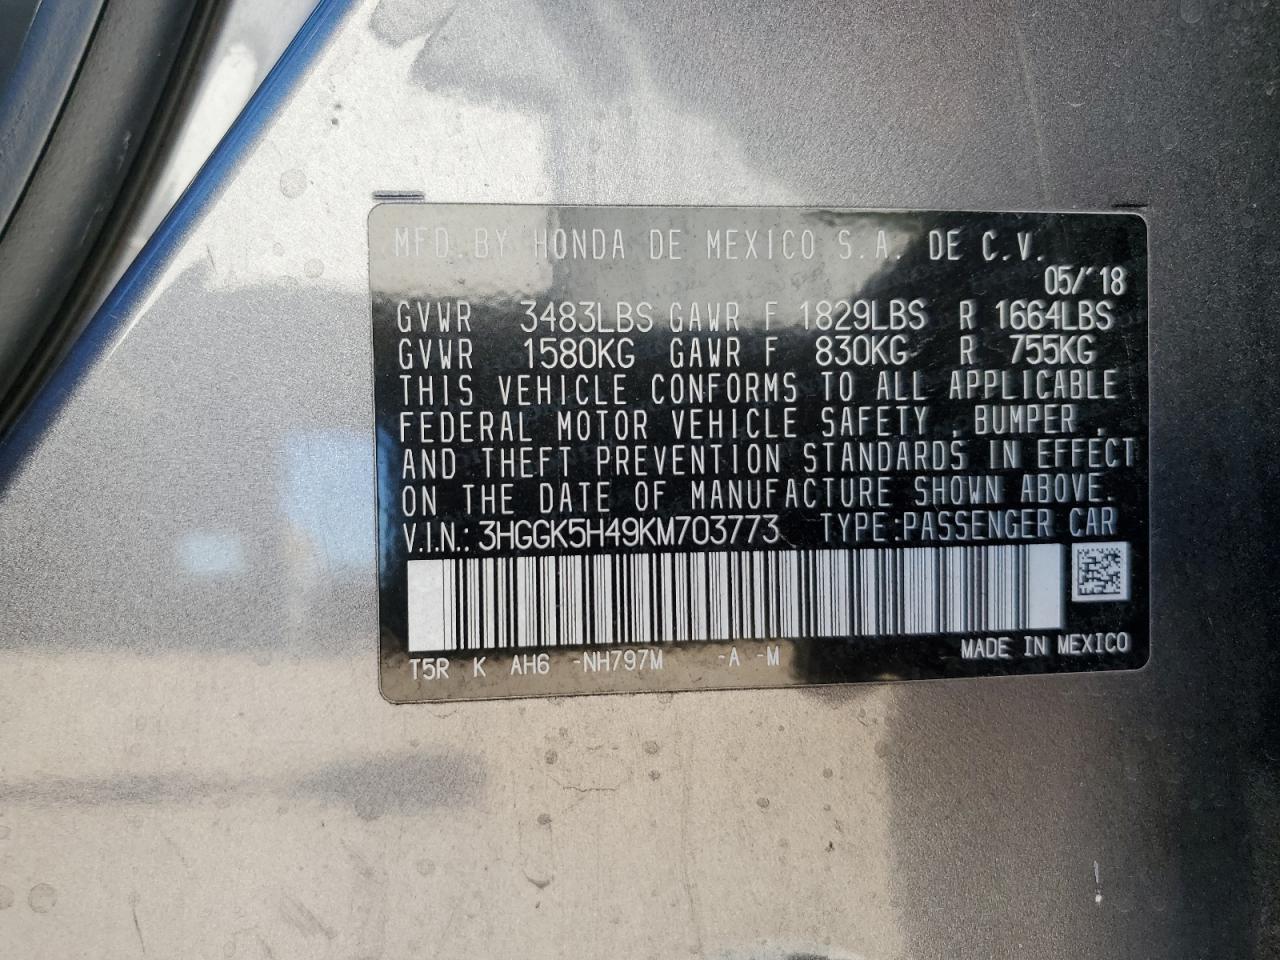 MFD. BY HONDA DE MEXICO S.A. DE C.V.
05/'18
GVWR 3483LBS GAWR F 1829LBS R 1664LBS
GVWR 1580KG GAWR F 830KG R 755KG
THIS VEHICLE CONFORMS TO ALL APPLICABLE
FEDERAL MOTOR VEHICLE SAFETY, BUMPER,
AND THEFT PREVENTION STANDARDS IN EFFECT
ON THE DATE OF MANUFACTURE SHOWN ABOVE.
V.I.N.: 3HGGK5H49KM703773 TYPE:PASSENGER CAR
MADE IN MEXICO
T5R K AH6 -NH797M -A -M